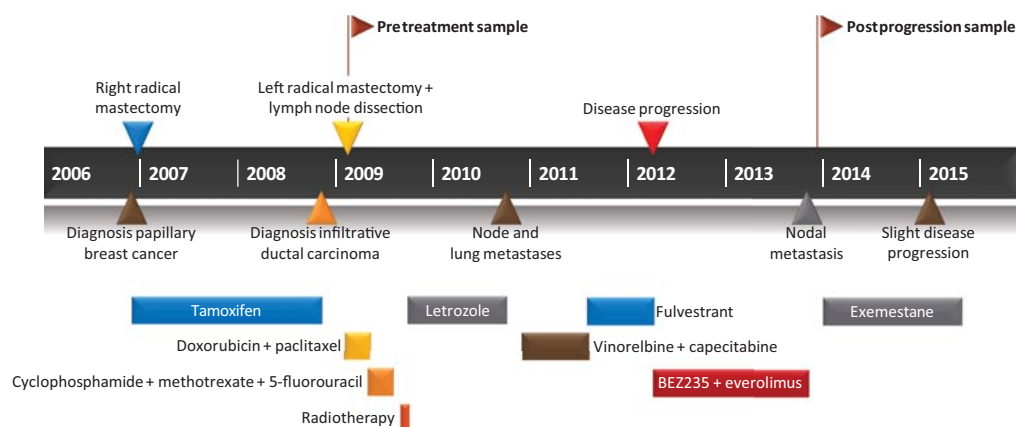 Pretreatment sample
Postprogression sample
Right radical
mastectomy
Left radical mastectomy +
lymph node dissection
Disease progression
2006 2007 2008 2009 2010 2011 2012 2013 2014 2015
Diagnosis papillary
breast cancer
Diagnosis infiltrative
ductal carcinoma
Node and
lung metastases
Nodal
metastasis
Slight disease
progression
Tamoxifen
Letrozole
Fulvestrant
Exemestane
Doxorubicin + paclitaxel
Vinorelbine + capecitabine
Cyclophosphamide + methotrexate + 5-fluorouracil
BEZ235 + everolimus
Radiotherapy